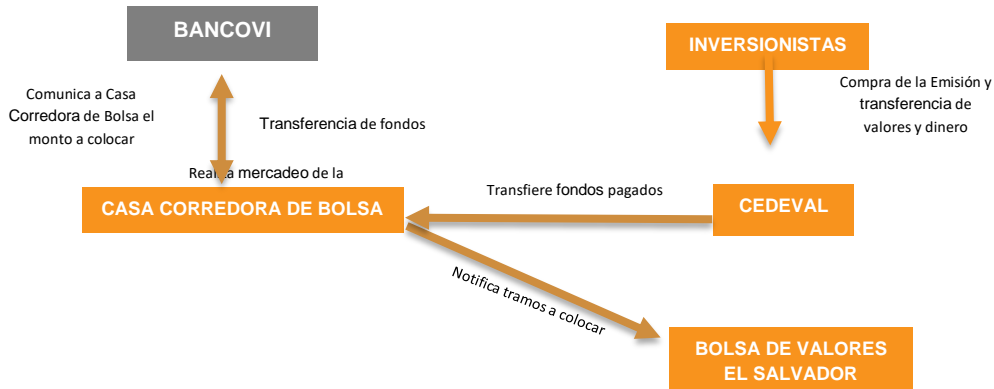 BANCOVI
INVERSIONISTAS
Comunica a Casa
Corredora de Bolsa el
monto a colocar
Transferencia de fondos
Compra de la Emisión y
transferencia de
valores y dinero
mercadeo de la
CASA CORREDORA DE BOLSA
Transfiere fondos pagados
CEDEVAL
Notifica tramos a colocar
BOLSA DE VALORES
EL SALVADOR